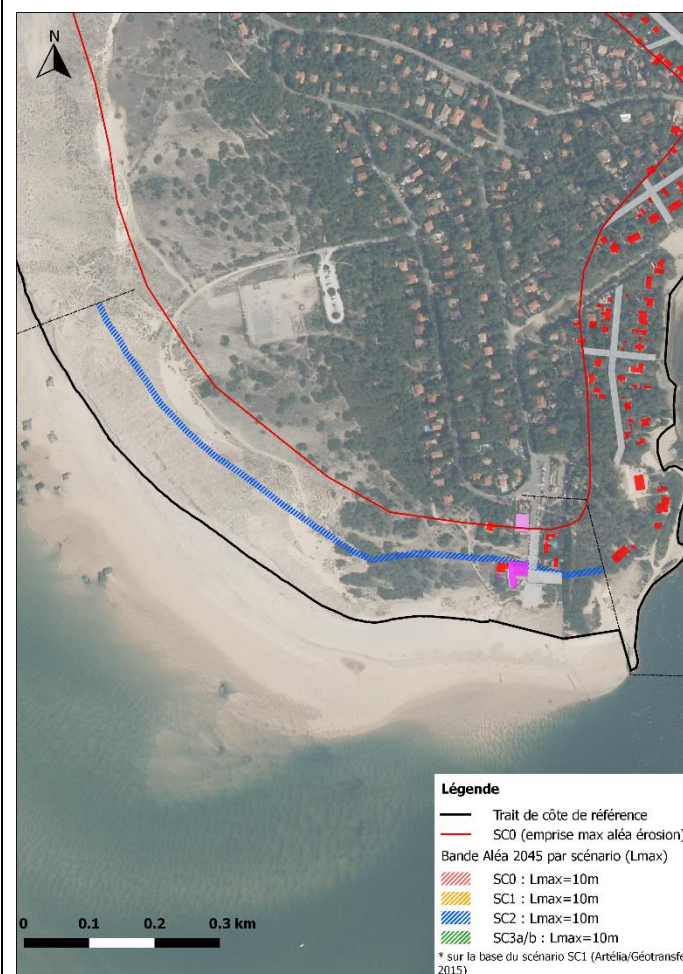 N
Légende
Trait de côte de référence
SC0 (emprise max aléa érosion)
Bande Aléa 2045 par scénario (Lmax)
SC0 : Lmax=10m
SC1 : Lmax=10m
SC2 : Lmax=10m
SC3a/b : Lmax=10m
* sur la base du scénario SC1 (Artélia/Géotransfe
2015)
0 0.1 0.2 0.3 km